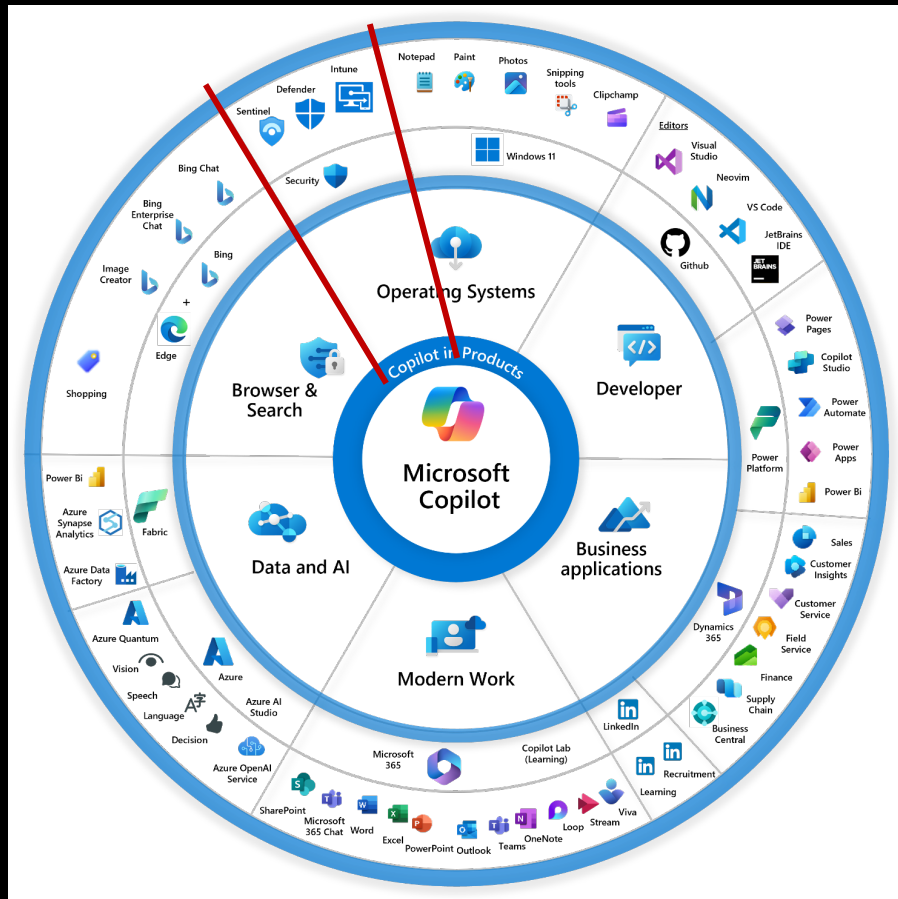 Notepad
Paint
Photos
Snipping
tools
Clipchamp
Intune
Defender
Sentinel
Security
Windows 11
Editors
Visual
Studio
Neovim
VS Code
JetBrains
IDE
JET
BRAINS
Github
Bing Chat
Bing
Enterprise
Chat
Image
Creator
Bing
+
Edge
Shopping
Operating Systems
Browser &
Search
Developer
Copilot in Products
Microsoft
Copilot
Data and AI
Business
applications
Modern Work
Power
Pages
Copilot
Studio
Power
Automate
Power
Apps
Power BI
Power
Platform
Power Bi
Azure
Synapse
Analytics
Azure Data
Factory
Fabric
Sales
Customer
Insights
Customer
Service
Field
Service
Finance
Supply
Chain
Business
Central
Dynamics
365
Azure Quantum
Vision
Speech
Language
Decision
Azure OpenAI
Service
Azure
Azure AI
Studio
Microsoft
365
Copilot Lab
(Learning)
LinkedIn
Recruitment
Learning
SharePoint
Microsoft
365 Chat
Word
Excel
PowerPoint
Outlook
Teams
OneNote
Loop
Stream
Viva